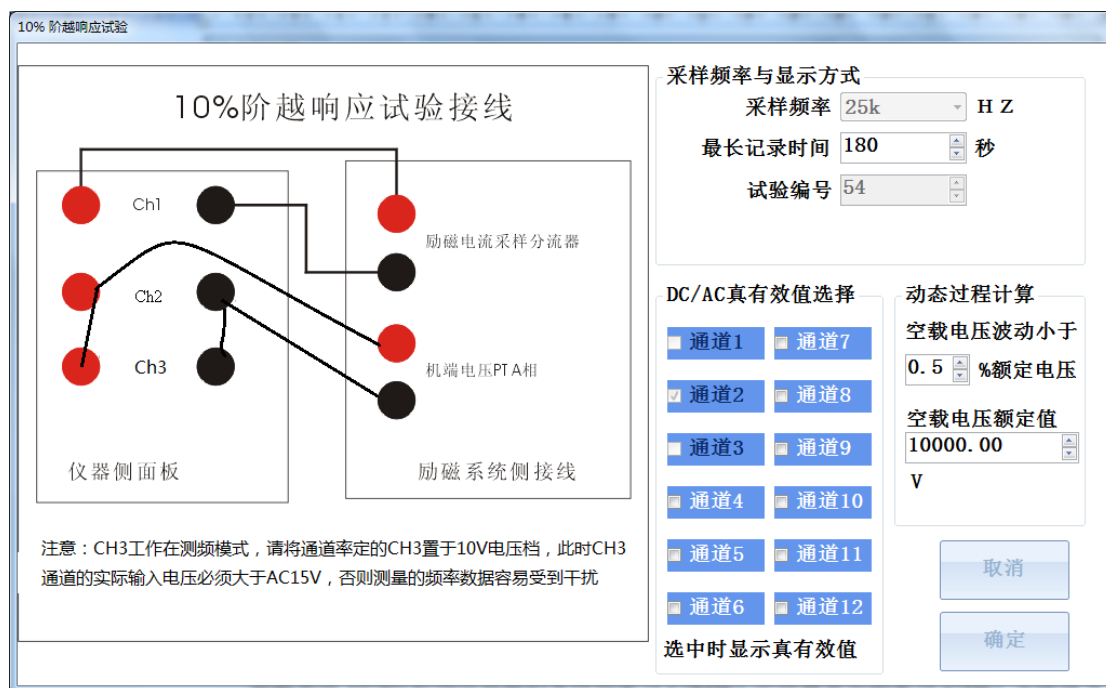 10% 阶越响应试验
10%阶越响应试验接线
Ch1
励磁电流采样分流器
Ch2
Ch3
机端电压PT A相
仪器侧面板
励磁系统侧接线
注意：CH3工作在测频模式，请将通道率定的CH3置于10V电压档，此时CH3
通道的实际输入电压必须大于AC15V，否则测量的频率数据容易受到干扰
采样频率与显示方式
采样频率 25k H Z
最长记录时间 180 秒
试验编号 54
DC/AC真有效值选择
通道1 通道7
通道2 通道8
通道3 通道9
通道4 通道10
通道5 通道11
通道6 通道12
选中时显示真有效值
动态过程计算
空载电压波动小于
0.5 %额定电压
空载电压额定值
10000.00
V
取消
确定